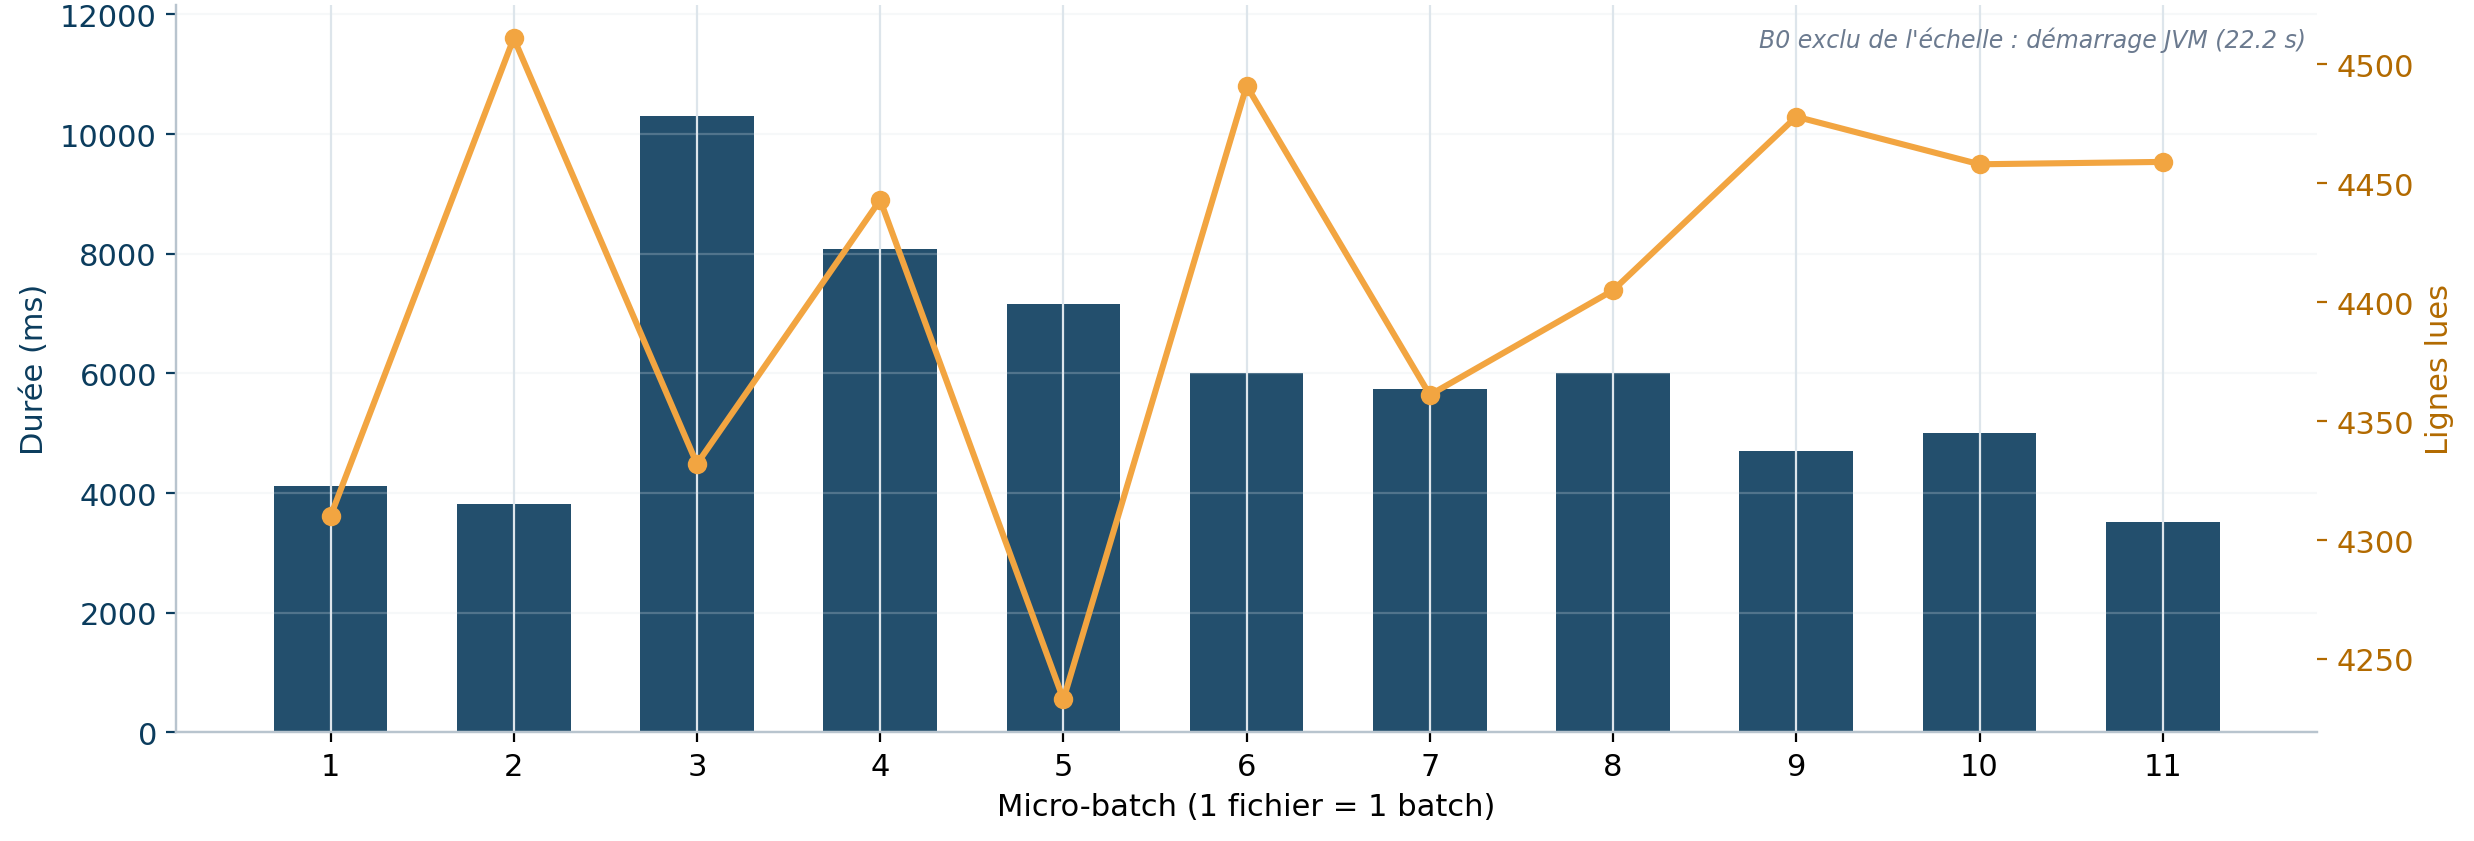 B0 exclu de l'échelle : démarrage JVM (22.2 s)
Durée (ms)
12000
10000
8000
6000
4000
2000
0
Lignes lues
4500
4450
4400
4350
4300
4250
1 2 3 4 5 6 7 8 9 10 11
Micro-batch (1 fichier = 1 batch)